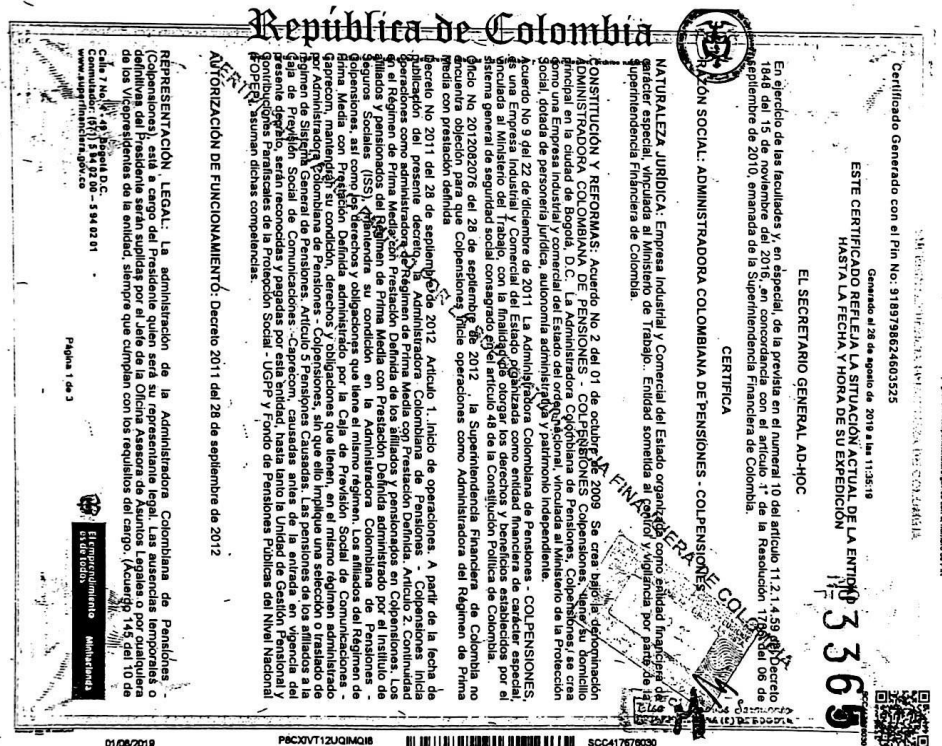 República de Colombia
Certificado Generado con el Pin No: 9189798624603525
Generado el 26 de agosto de 2019 a las 11:35:19
ESTE CERTIFICADO REFLEJA LA SITUACIÓN ACTUAL DE LA ENTIDAD
HASTA LA FECHA Y HORA DE SU EXPEDICIÓN
3365
EL SECRETARIO GENERAL AD-HOC
En ejercicio de las facultades y, en especial, de la prevista en el numeral 10 del artículo 11.2.1.4.59 del Decreto
1848 del 15 de noviembre del 2016, en concordancia con el artículo 1° de la Resolución 1765 del 06 de
septiembre de 2010, emanada de la Superintendencia Financiera de Colombia.
CERTIFICA
RAZÓN SOCIAL: ADMINISTRADORA COLOMBIANA DE PENSIONES - COLPENSIONES
NATURALEZA JURÍDICA: Empresa Industrial y Comercial del Estado organizada como entidad financiera de
carácter especial, vinculada al Ministerio de Trabajo.. Entidad sometida al control y vigilancia por parte de la
Superintendencia Financiera de Colombia.
CONSTITUCIÓN Y REFORMAS: Acuerdo No 2 del 01 de octubre de 2009 Se crea bajo la denominación
ADMINISTRADORA COLOMBIANA DE PENSIONES - COLPENSIONES Colpensiones, tiene su domicilio
principal en la ciudad de Bogotá, D.C. La Administradora Colombiana de Pensiones, Colpensiones, se crea
como una Empresa industrial y comercial del Estado del orden nacional, vinculada al Ministerio de la Protección
Social, dotada de personería jurídica, autonomía administrativa y patrimonio independiente.
Acuerdo No 9 del 22 de diciembre de 2011 La Administradora Colombiana de Pensiones - COLPENSIONES,
es una Empresa Industrial y Comercial del Estado organizada como entidad financiera de carácter especial,
vinculada al Ministerio del Trabajo, con la finalidad de otorgar los derechos y beneficios establecidos por el
sistema general de seguridad social consagrado en el artículo 48 de la Constitución Política de Colombia
Oficio No 2012082076 del 28 de septiembre de 2012 , la Superintendencia Financiera de Colombia no
encuentra objeción para que Colpensiones inicie operaciones como Administradora del Régimen de Prima
Media con prestación definida
Decreto No 2011 del 28 de septiembre de 2012 Artículo 1. Inicio de operaciones. A partir de la fecha de
publicación del presente decreto, la Administradora Colombiana de Pensiones - Colpensiones, inicia
operaciones como administradora de Régimen de Prima Media con Prestación Definida. Artículo 2. Continuidad
en el Régimen de Prima Media con Prestación Definida de los afiliados y pensionados en Colpensiones. Los
afiliados y pensionados del Régimen de Prima Media con Prestación Definida administrado por el Instituto de
Seguros Sociales (ISS), mantendrá su condición en la Administradora Colombiana de Pensiones -
Colpensiones, así como los derechos y obligaciones que tiene el mismo régimen. Los afiliados del Régimen de
Prima Media con Prestación Definida administrado por la Caja de Previsión Social de Comunicaciones -
Caprecom, mantendrán su condición, derechos y obligaciones que tienen, en el mismo régimen administrado
por Administradora Colombiana de Pensiones - Colpensiones, sin que ello implique una selección o traslado de
régimen de Sistema General de Pensiones. Artículo 5 Pensiones Causadas. Las pensiones de los afiliados a la
Caja de Previsión Social de Comunicaciones -Caprecom, causadas antes de la entrada en vigencia del
presente decreto, serán reconocidas y pagadas por esta entidad, hasta tanto la Unidad de Gestión Pensional y
Contribuciones Parafiscales de la Protección Social - UGPP y Fondo de Pensiones Públicas del Nivel Nacional
- FOPEP, asuman dichas competencias.
AUTORIZACIÓN DE FUNCIONAMIENTO: Decreto 2011 del 28 de septiembre de 2012
REPRESENTACIÓN LEGAL: La administración de la Administradora Colombiana de Pensiones -
(Colpensiones), está a cargo del Presidente quien será su representante legal. Las ausencias temporales o
definitivas del Presidente serán suplidas por el Jefe de la Oficina Asesora de Asuntos Legales o por cualquiera
de los Vicepresidentes de la entidad, siempre que cumplan con los requisitos del cargo. (Acuerdo 145 del 10 de
Calle 7 No. 4 - 49 Bogotá D.C.
Conmutador: (571) 5 94 02 00 - 5 94 02 01
www.superfinanciera.gov.co
Página 1 de 3
El emprendimiento
es de todos
Minhacienda
01/08/2019
P8CXIVT12UQIMQI6
SCC417576030